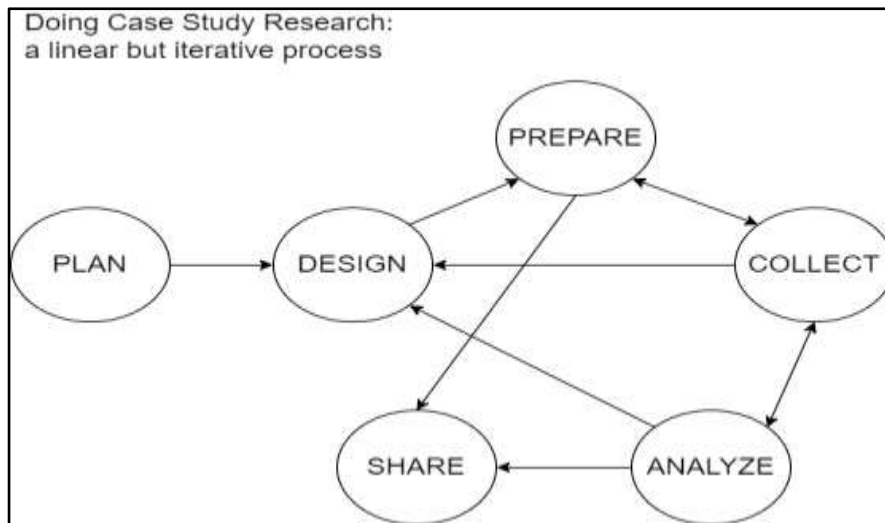 Doing Case Study Research:
a linear but iterative process
PREPARE
PLAN
DESIGN
COLLECT
SHARE
ANALYZE